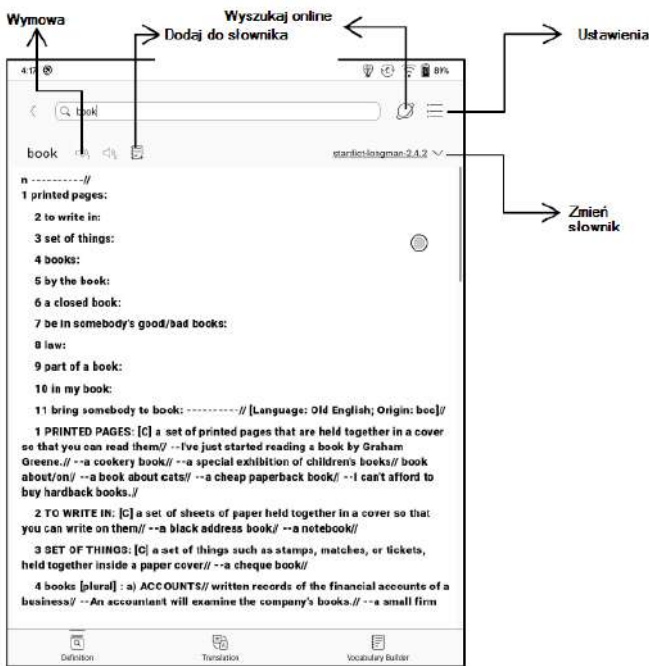 Wymowa
Wyszukaj online
Dodaj do słownika
Ustawienia
4:17 89%
book
book stardict-longman-2.4.2
Zmień
słownik
n ----------//
1 printed pages:
2 to write in:
3 set of things:
4 books:
5 by the book:
6 a closed book:
7 be in somebody's good/bad books:
8 law:
9 part of a book:
10 in my book:
11 bring somebody to book: ----------// [Language: Old English; Origin: boc]//
1 PRINTED PAGES: [C] a set of printed pages that are held together in a cover
so that you can read them// --I've just started reading a book by Graham
Greene.// --a cookery book// --a special exhibition of children's books// book
about/on// --a book about cats// --a cheap paperback book// --I can't afford to
buy hardback books.//
2 TO WRITE IN: [C] a set of sheets of paper held together in a cover so that
you can write on them// --a black address book// --a notebook//
3 SET OF THINGS: [C] a set of things such as stamps, matches, or tickets,
held together inside a paper cover// --a cheque book//
4 books [plural] : a) ACCOUNTS// written records of the financial accounts of a
business// --An accountant will examine the company's books.// --a small firm
Definition Translation Vocabulary Builder